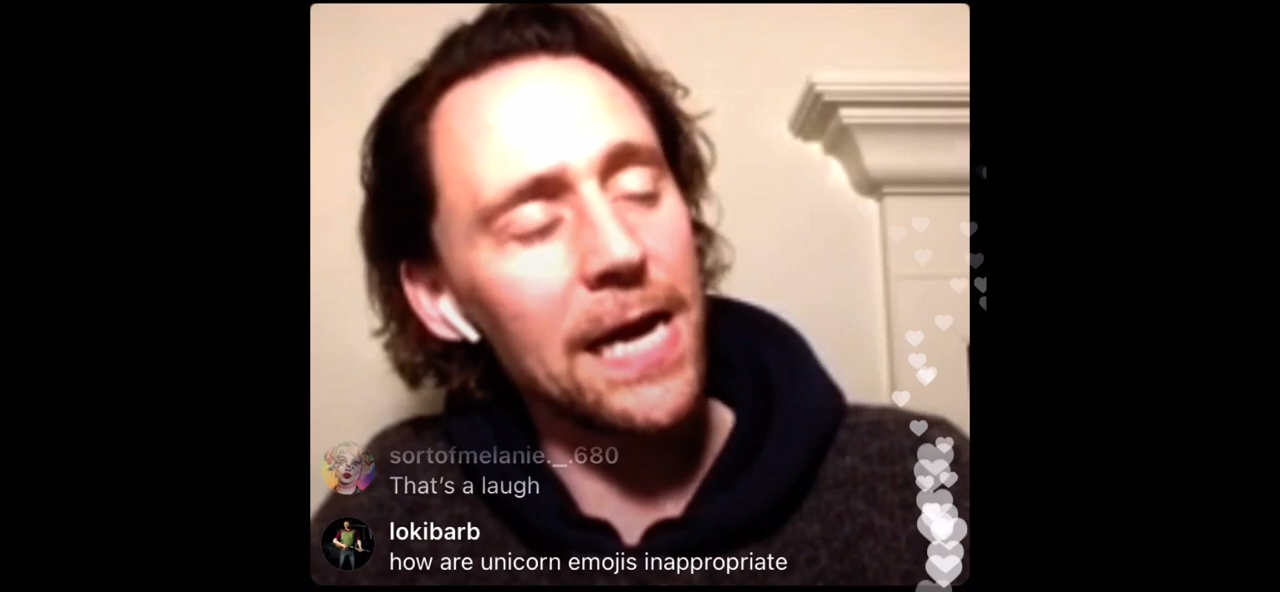 sortofmelanie._.680
That’s a laugh
lokibarb
how are unicorn emojis inappropriate